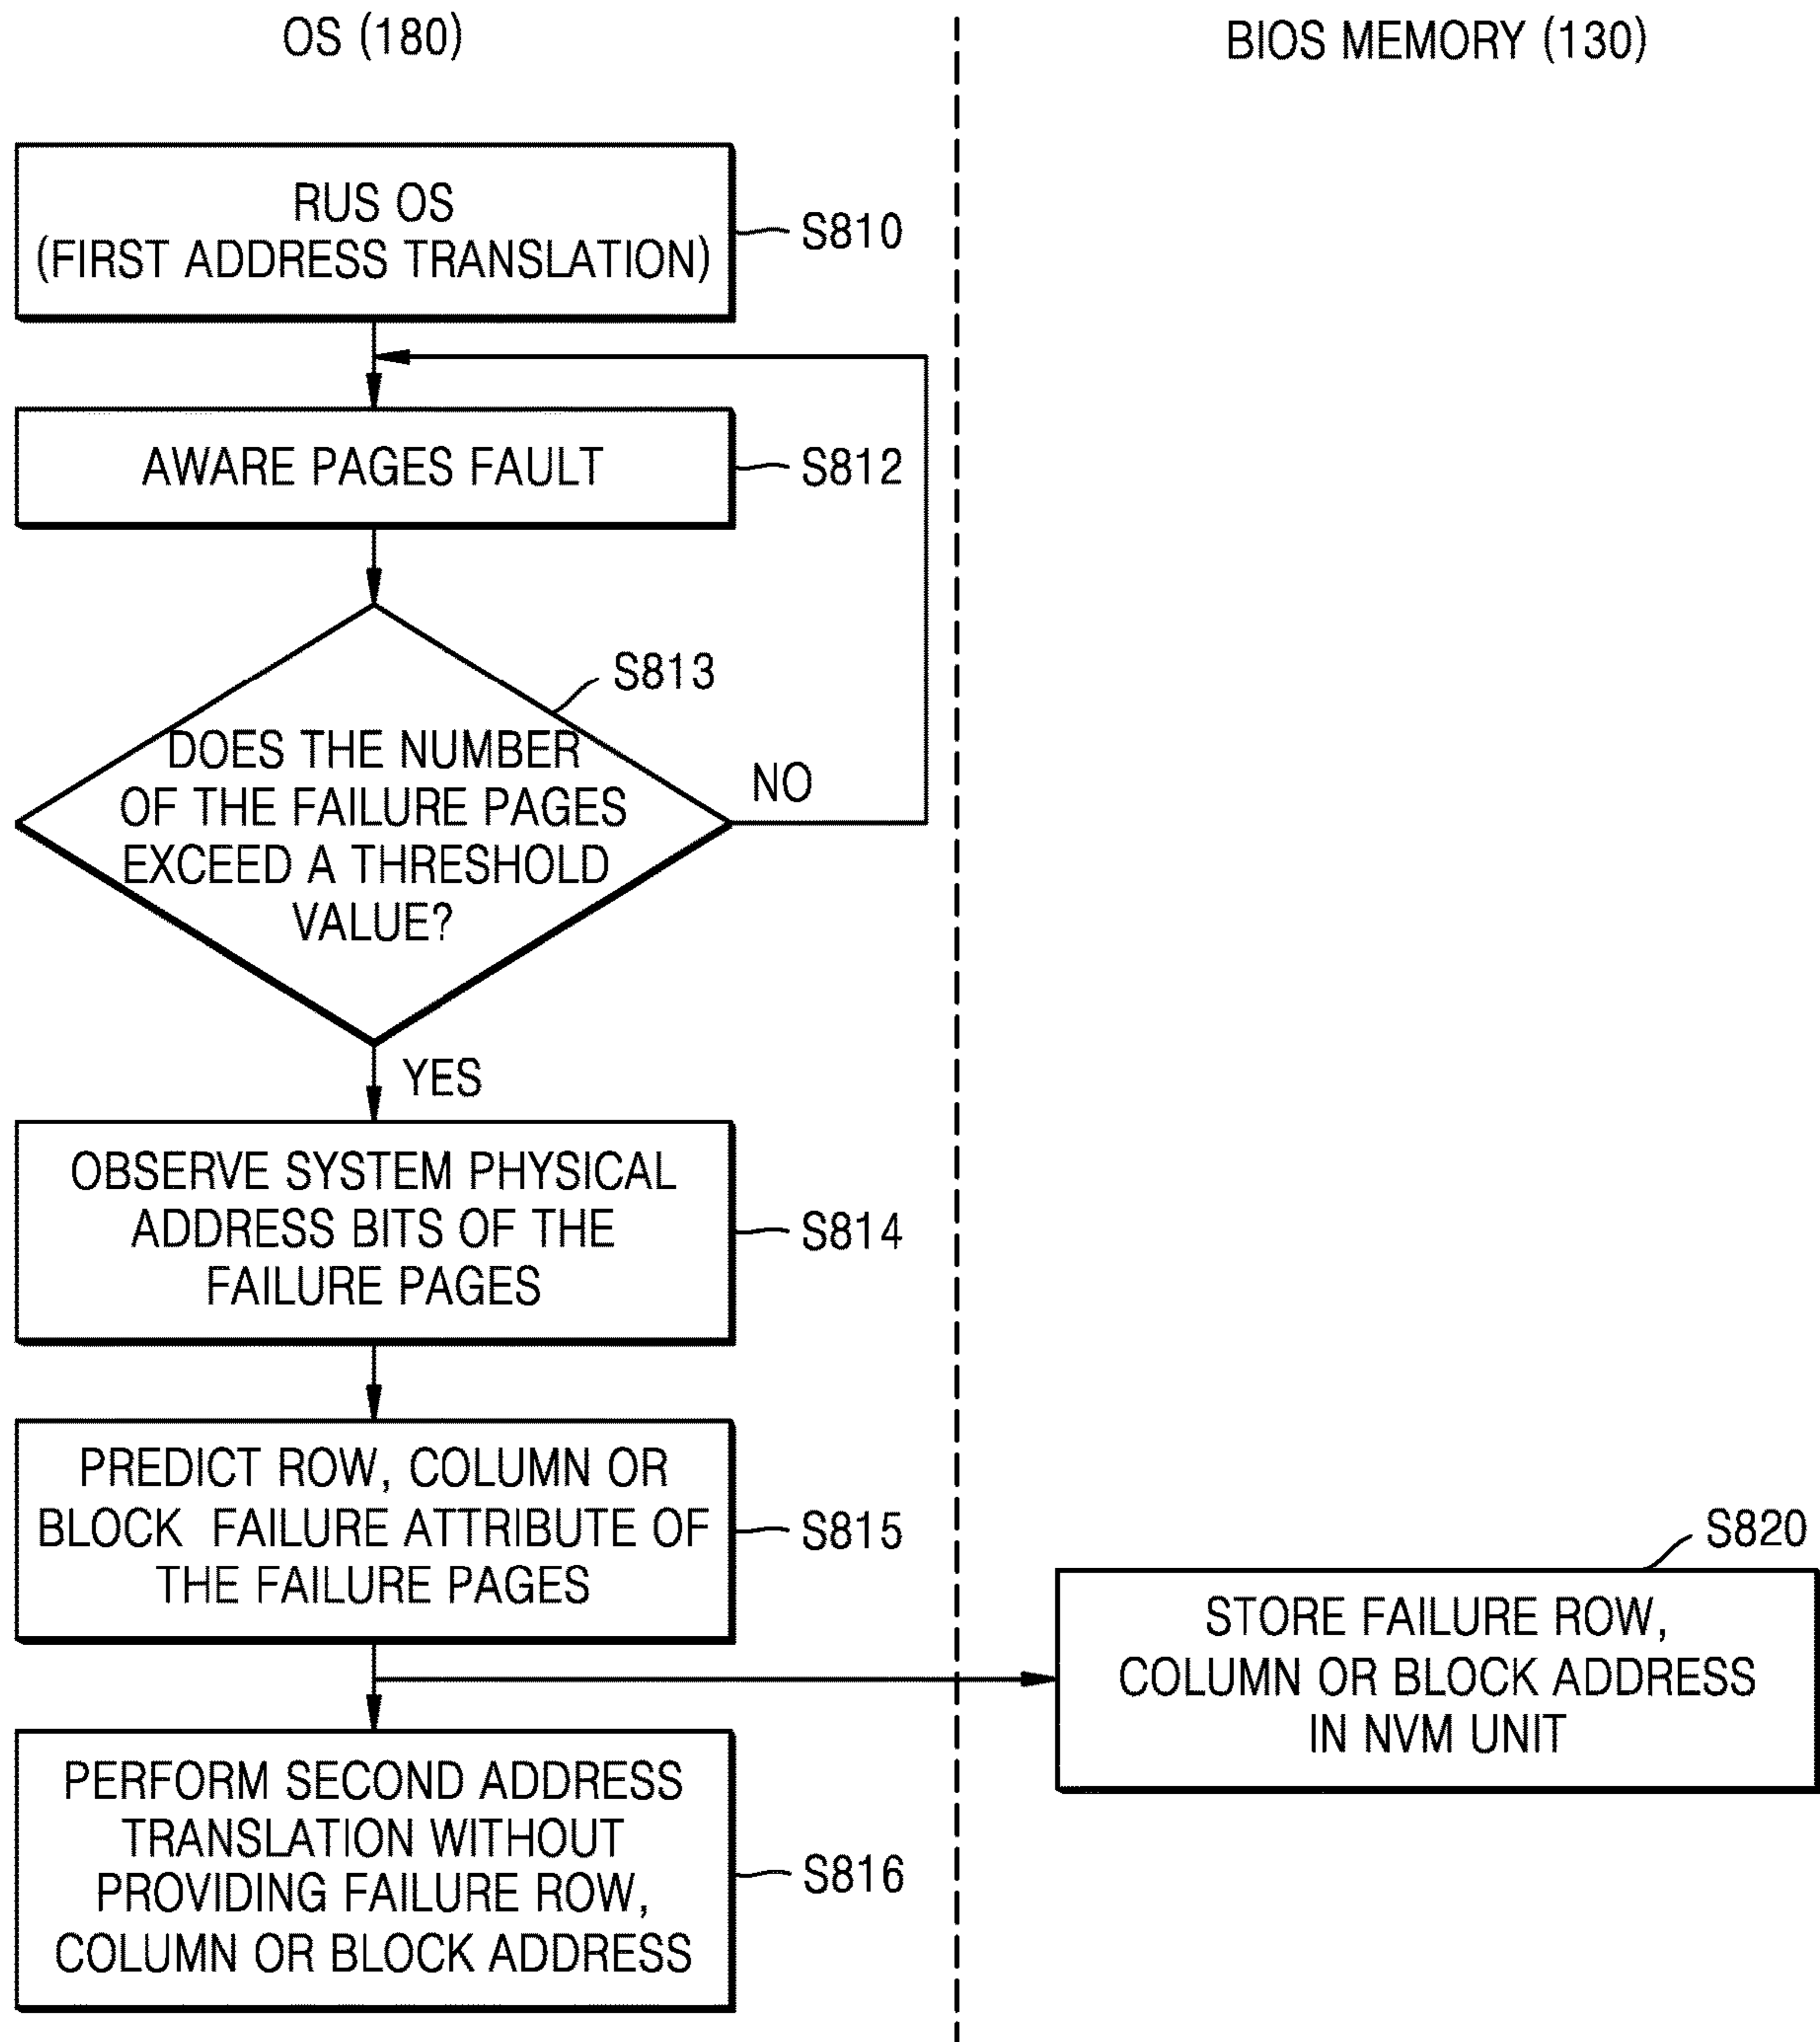 OS (180)
BIOS MEMORY (130)
RUS OS
(FIRST ADDRESS TRANSLATION)
S810
AWARE PAGES FAULT
S812
S813
DOES THE NUMBER
OF THE FAILURE PAGES
EXCEED A THRESHOLD
VALUE?
NO
YES
OBSERVE SYSTEM PHYSICAL
ADDRESS BITS OF THE
FAILURE PAGES
S814
PREDICT ROW, COLUMN OR
BLOCK FAILURE ATTRIBUTE OF
THE FAILURE PAGES
S815
S820
STORE FAILURE ROW,
COLUMN OR BLOCK ADDRESS
IN NVM UNIT
PERFORM SECOND ADDRESS
TRANSLATION WITHOUT
PROVIDING FAILURE ROW,
COLUMN OR BLOCK ADDRESS
S816